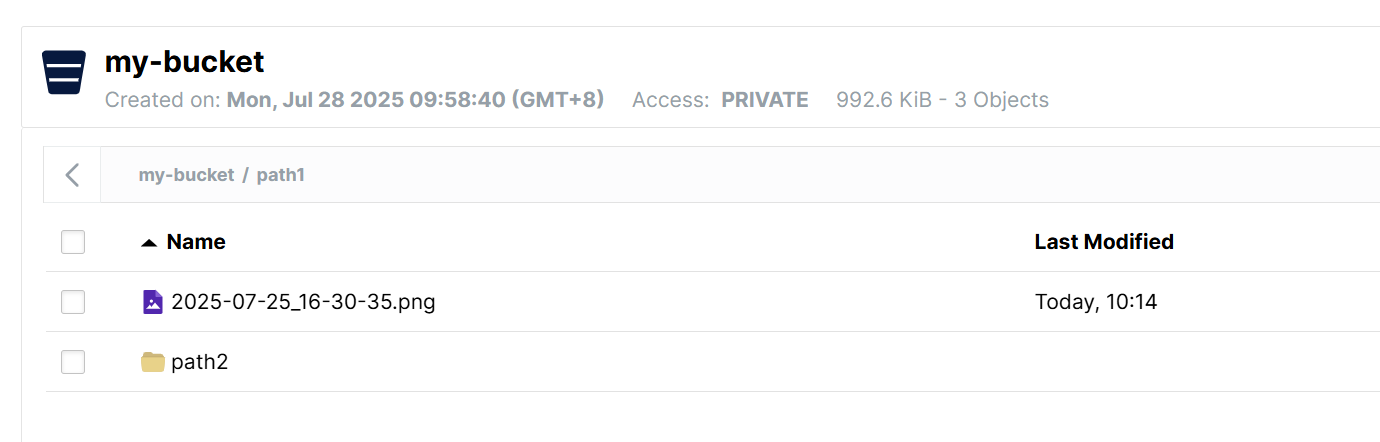 my-bucket
Created on: Mon, Jul 28 2025 09:58:40 (GMT+8) Access: PRIVATE 992.6 KiB - 3 Objects
my-bucket / path1
Name Last Modified
2025-07-25_16-30-35.png Today, 10:14
path2